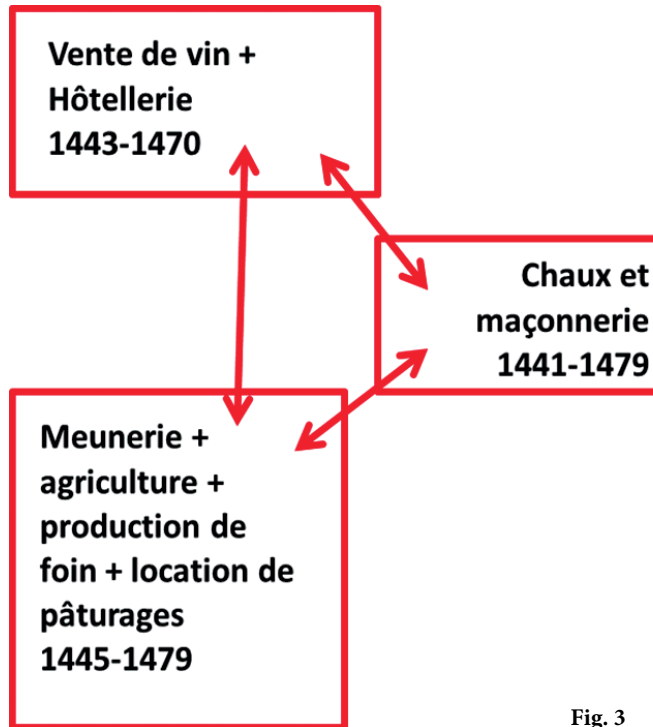 Vente de vin +
Hôtellerie
1443-1470
Chaux et
maçonnerie
1441-1479
Meunerie +
agriculture +
production de
foin + location de
pâturages
1445-1479
Fig. 3